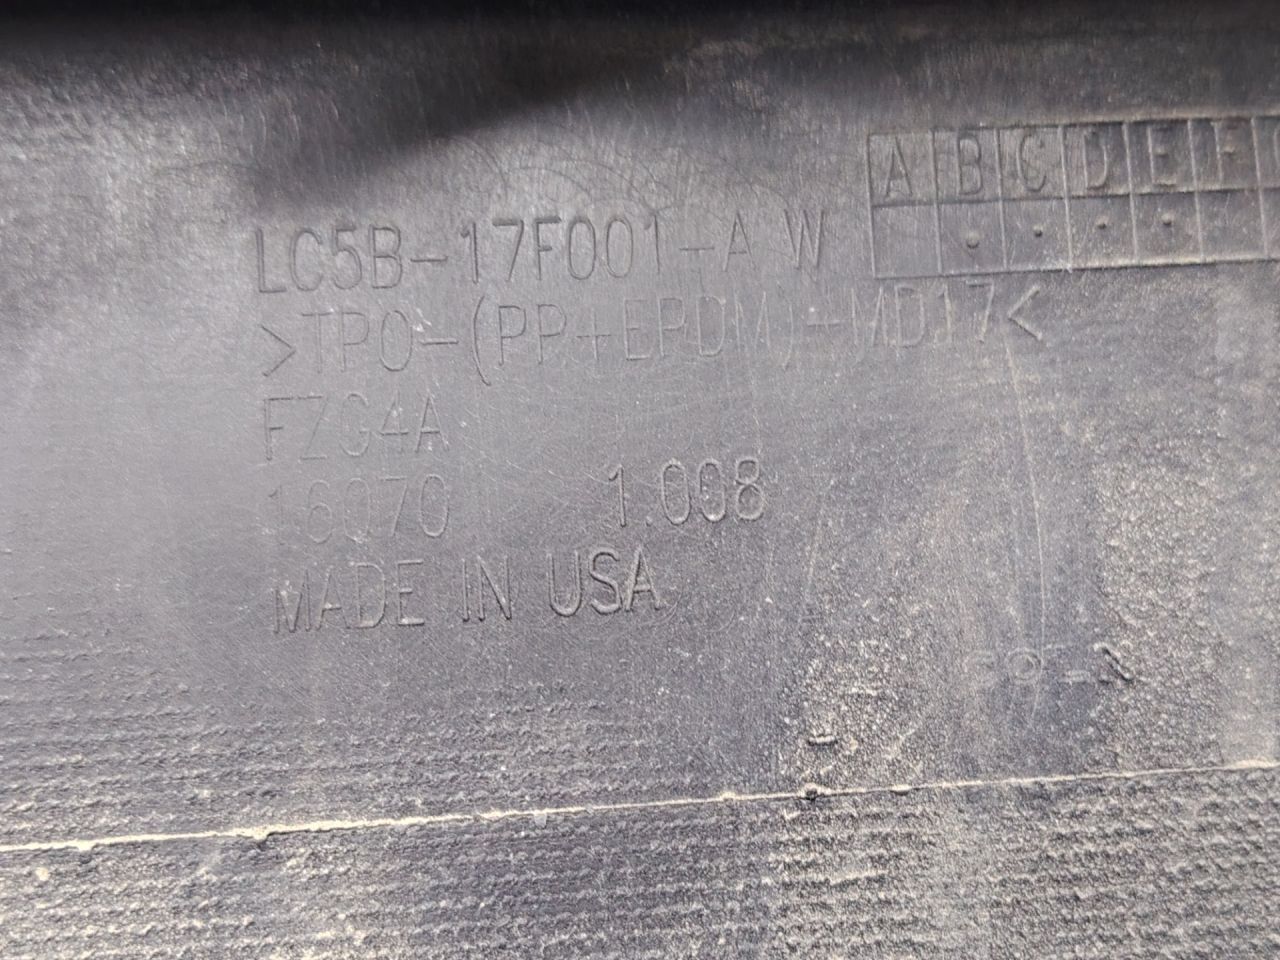 A B C D E F
LC5B-17F001-A W
>TPO-(PP+EPDM)-MD17<
FZG4A
16070 1.008
MADE IN USA